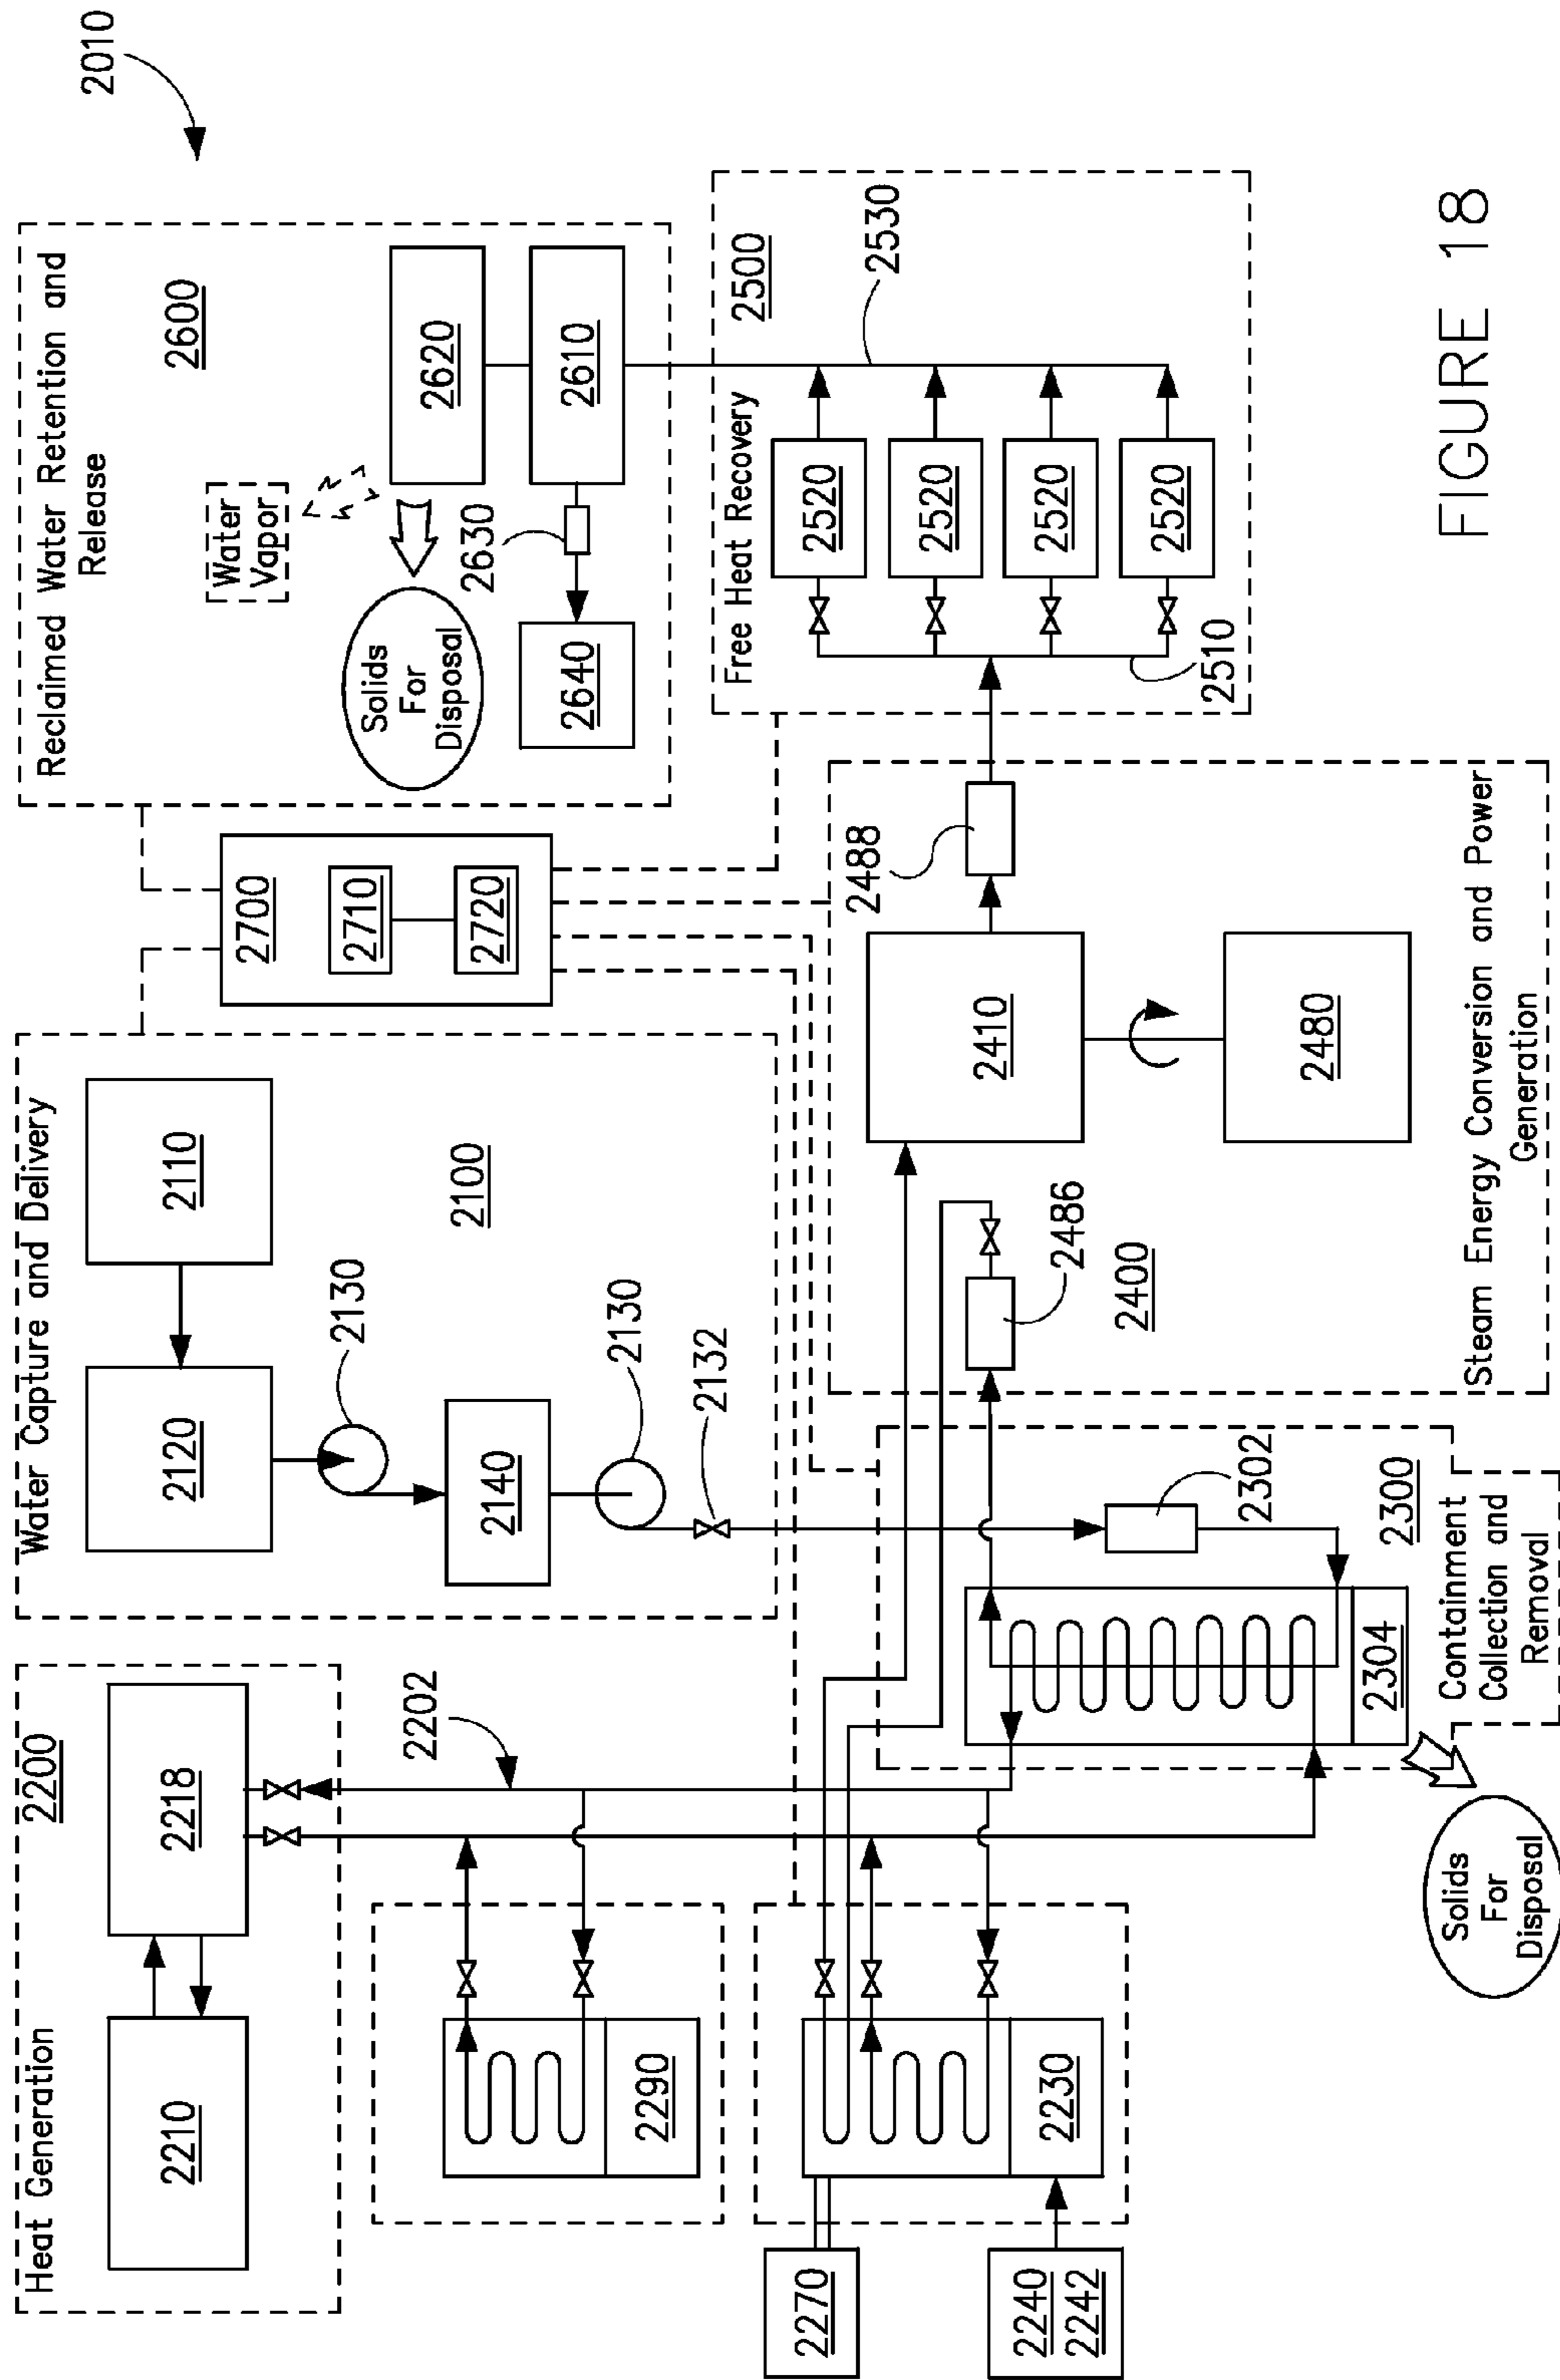 2010
Reclaimed Water Retention and
Release
2600
Water
Vapor
Solids
For
Disposal
2620
2610
2630
2640
Free Heat Recovery
2500
2530
2520
2520
2520
2520
2510
2700
2710
2720
Water Capture and Delivery
2110
2120
2100
2130
2140
2130
2132
Heat Generation
2200
2210
2218
2202
2290
2230
2270
2240
2242
2302
2304
2300
Containment
Collection and
Removal
Solids
For
Disposal
2488
2410
2480
2486
2400
Steam Energy Conversion and Power
Generation
FIGURE 18